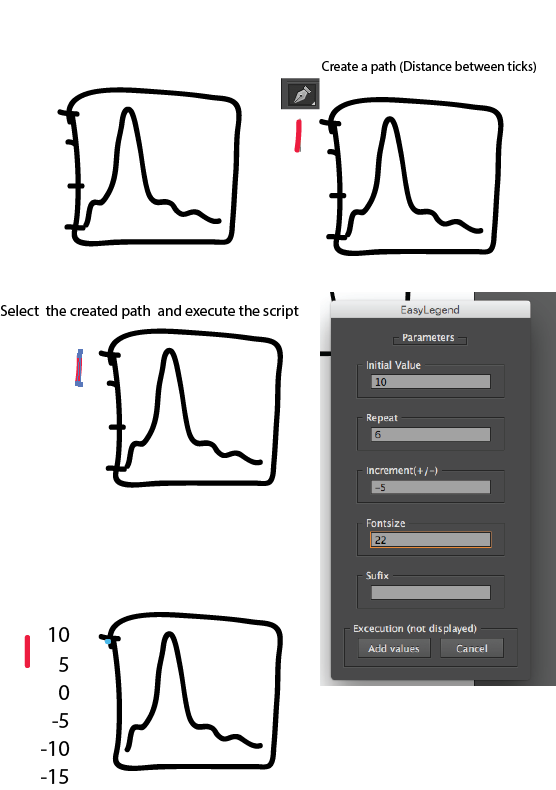 Create a path (Distance between ticks)
Select the created path and execute the script
EasyLegend
Parameters
Initial Value
10
Repeat
6
Increment(+/-)
-5
Fontsize
22
Sufix
Excecution (not displayed)
Add values Cancel
10
5
0
-5
-10
-15